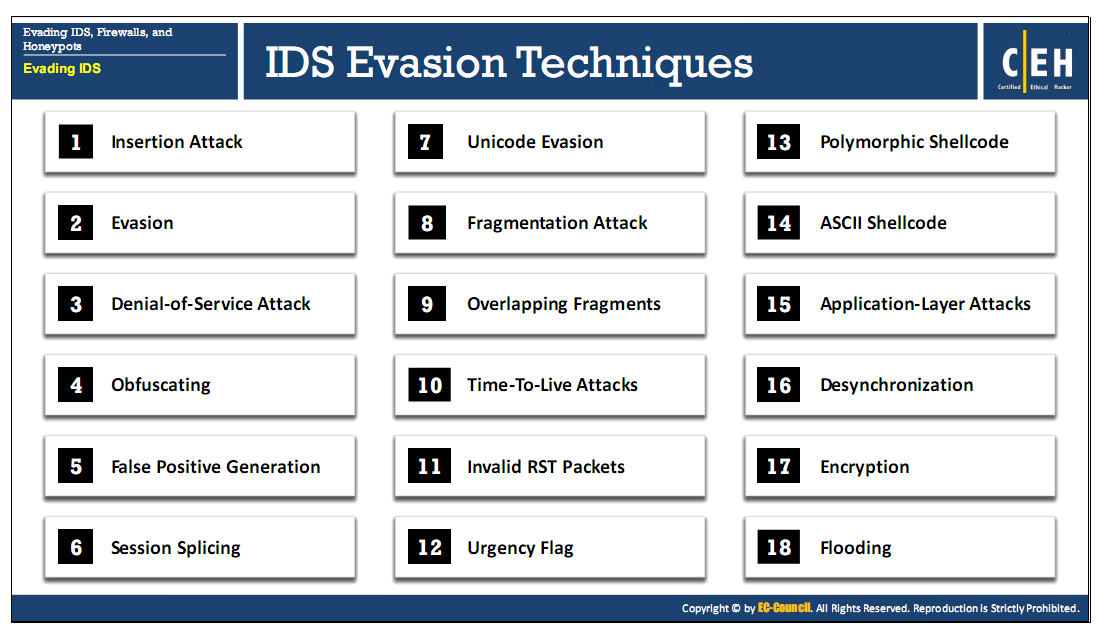 Evading IDS, Firewalls, and
Honeypots
Evading IDS
IDS Evasion Techniques
CEH
Certified Ethical Hacker
1 Insertion Attack
2 Evasion
3 Denial-of-Service Attack
4 Obfuscating
5 False Positive Generation
6 Session Splicing
7 Unicode Evasion
8 Fragmentation Attack
9 Overlapping Fragments
10 Time-To-Live Attacks
11 Invalid RST Packets
12 Urgency Flag
13 Polymorphic Shellcode
14 ASCII Shellcode
15 Application-Layer Attacks
16 Desynchronization
17 Encryption
18 Flooding
Copyright © by EC-Council. All Rights Reserved. Reproduction is Strictly Prohibited.